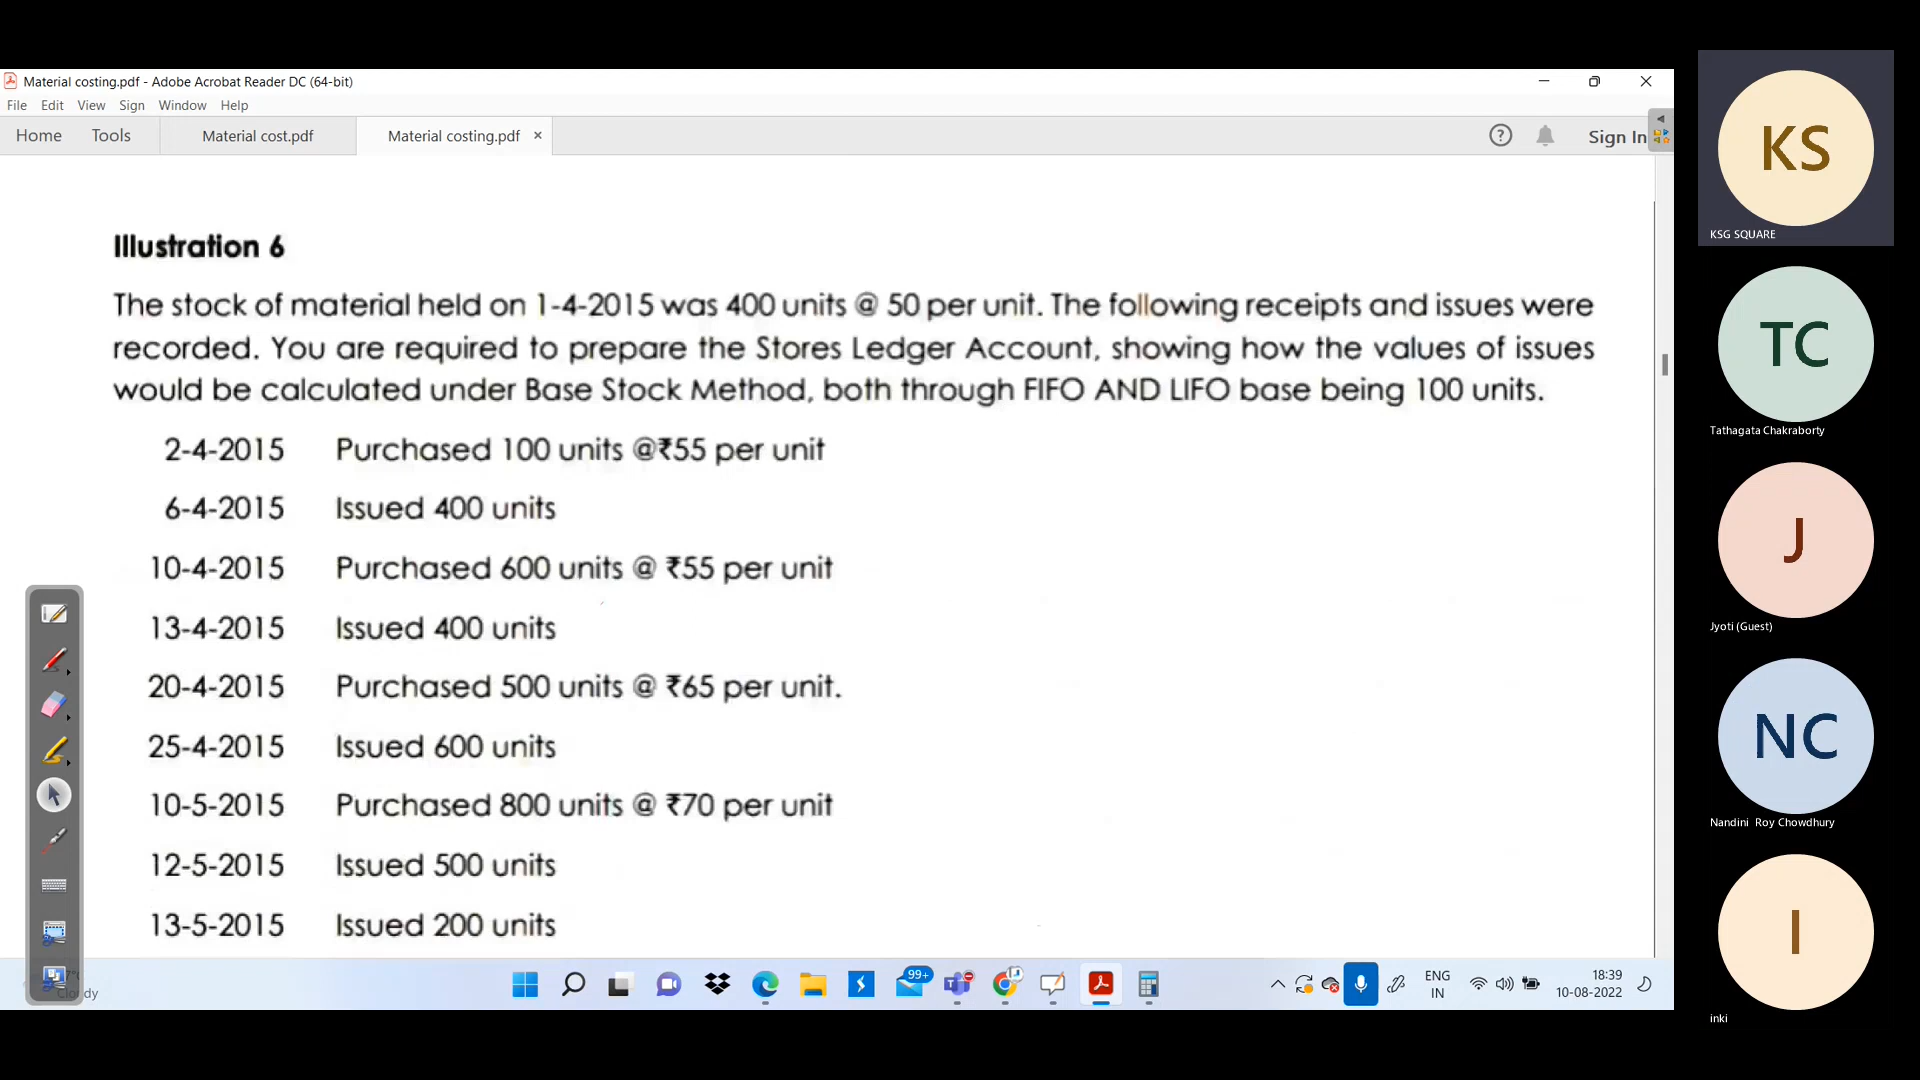 Material costing.pdf - Adobe Acrobat Reader DC (64-bit)
File Edit View Sign Window Help
Home Tools Material cost.pdf Material costing.pdf × Sign In
Illustration 6
The stock of material held on 1-4-2015 was 400 units @ 50 per unit. The following receipts and issues were
recorded. You are required to prepare the Stores Ledger Account, showing how the values of issues
would be calculated under Base Stock Method, both through FIFO AND LIFO base being 100 units.
2-4-2015 Purchased 100 units @₹55 per unit
6-4-2015 Issued 400 units
10-4-2015 Purchased 600 units @ ₹55 per unit
13-4-2015 Issued 400 units
20-4-2015 Purchased 500 units @ ₹65 per unit.
25-4-2015 Issued 600 units
10-5-2015 Purchased 800 units @ ₹70 per unit
12-5-2015 Issued 500 units
13-5-2015 Issued 200 units
99+
ENG
IN
18:39
10-08-2022
KS
KSG SQUARE
TC
Tathagata Chakraborty
J
Jyoti (Guest)
NC
Nandini Roy Chowdhury
I
inki